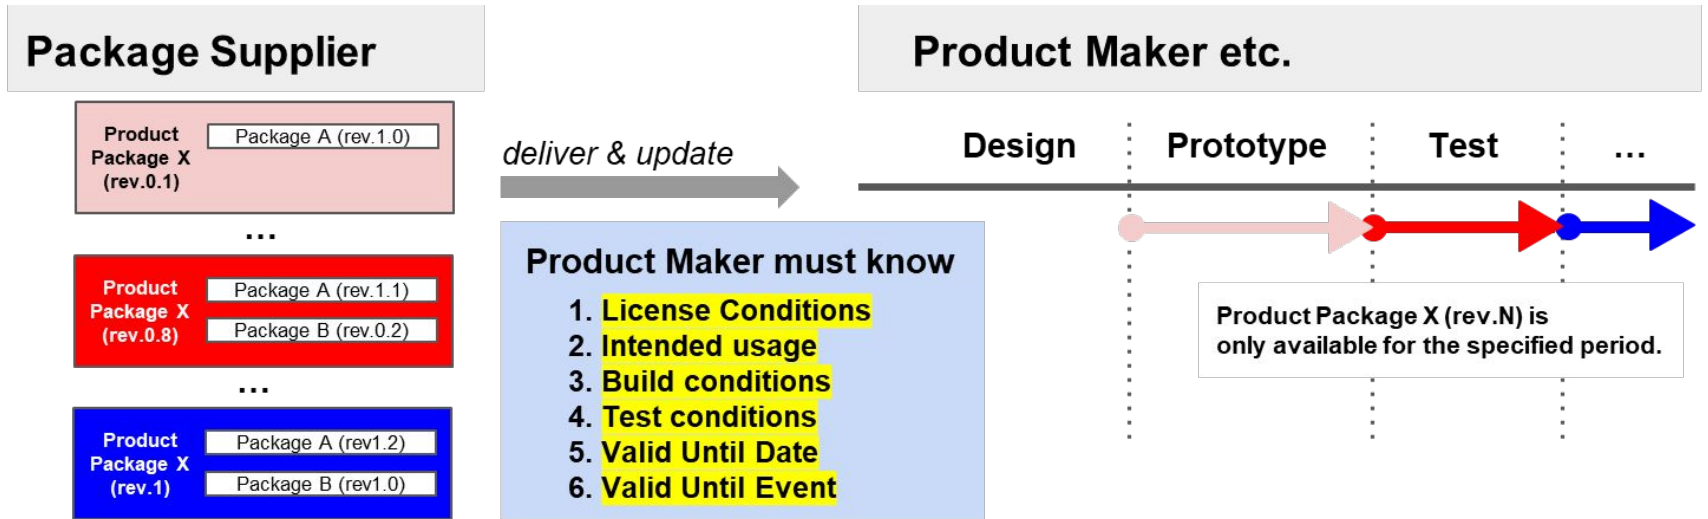 Package Supplier
Product
Package X
(rev.0.1)
Package A (rev.1.0)
...
Product
Package X
(rev.0.8)
Package A (rev.1.1)
Package B (rev.0.2)
...
Product
Package X
(rev.1)
Package A (rev1.2)
Package B (rev1.0)
deliver & update
Product Maker must know
1. License Conditions
2. Intended usage
3. Build conditions
4. Test conditions
5. Valid Until Date
6. Valid Until Event
Product Maker etc.
Design
Prototype
Test
...
Product Package X (rev.N) is
only available for the specified period.